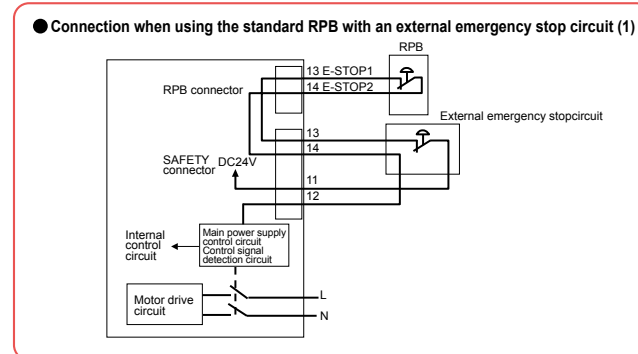 ● Connection when using the standard RPB with an external emergency stop circuit (1)
RPB
13 E-STOP1
14 E-STOP2
RPB connector
External emergency stopcircuit
13
14
SAFETY
connector
DC24V
11
12
Internal
control
circuit
Main power supply
control circuit
Control signal
detection circuit
Motor drive
circuit
L
N